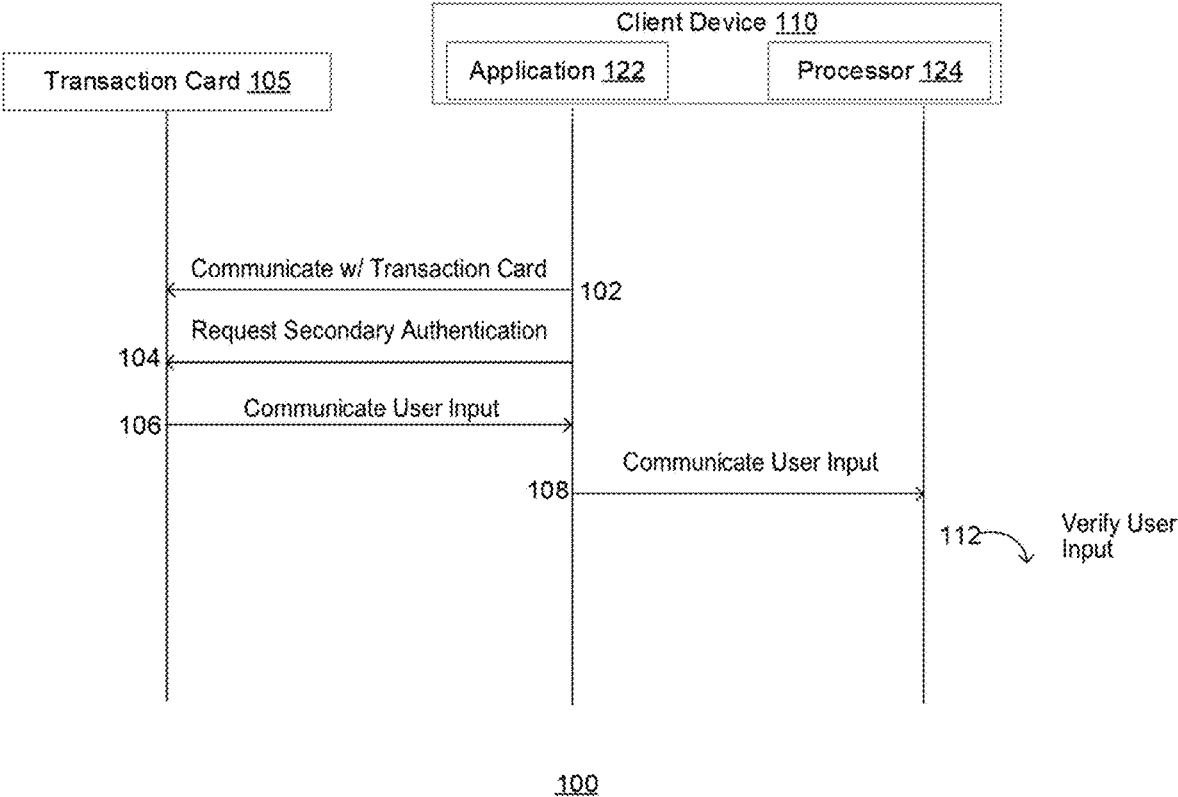 Client Device 110
Transaction Card 105
Application 122
Processor 124
Communicate w/ Transaction Card
102
Request Secondary Authentication
104
Communicate User Input
106
Communicate User Input
108
112
Verify User
Input
100